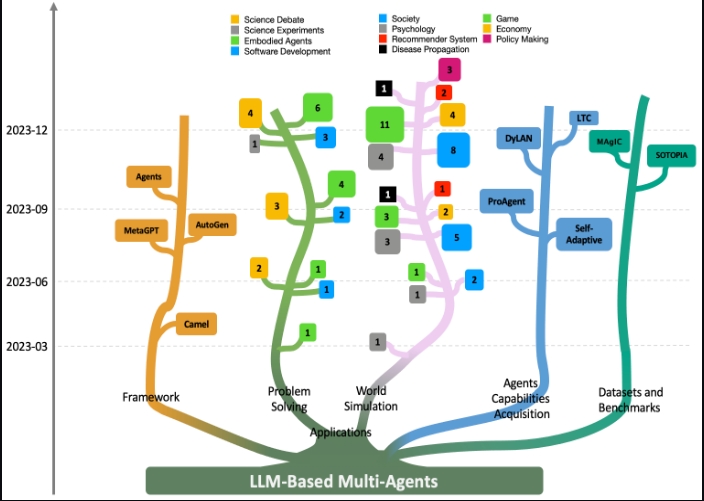 Science Debate
Science Experiments
Embodied Agents
Software Development
Society
Psychology
Recommender System
Disease Propagation
Game
Economy
Policy Making
2023-12
2023-09
2023-06
2023-03
Agents
MetaGPT
AutoGen
Camel
Framework
4
6
1
3
4
3
2
2
1
1
1
Problem
Solving
3
1
2
11
4
4
8
1
1
3
2
3
5
1
2
1
1
World
Simulation
Applications
LTC
DyLAN
ProAgent
Self-
Adaptive
Agents
Capabilities
Acquisition
MAgIC
SOTOPIA
Datasets and
Benchmarks
LLM-Based Multi-Agents